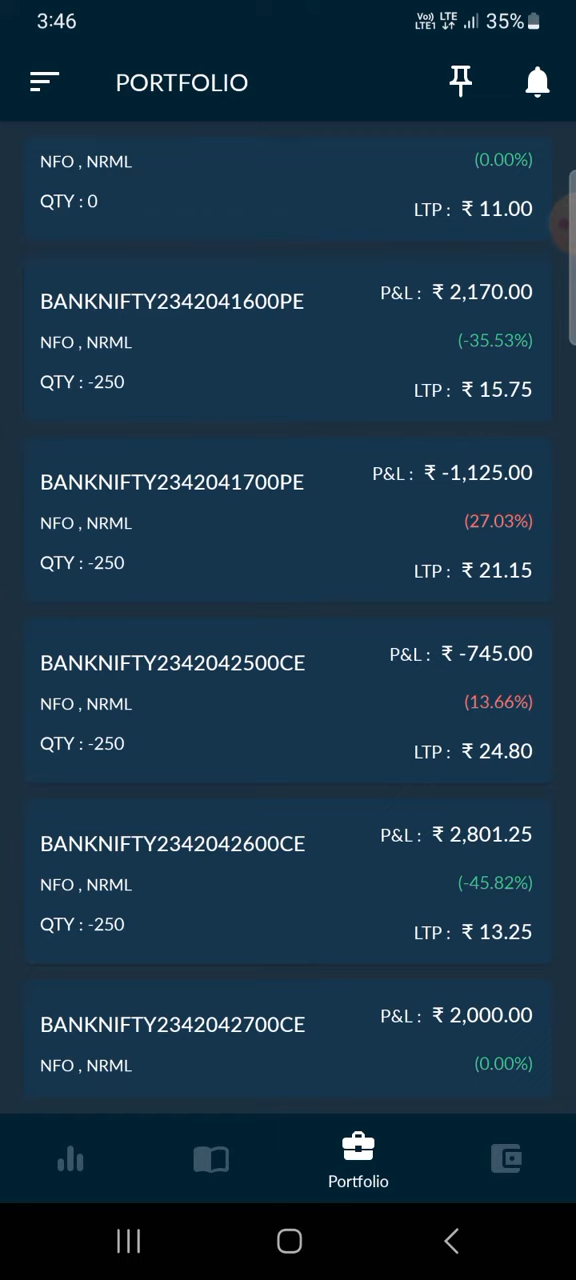 3:46 Vo)) LTE LTE1 35%
PORTFOLIO
NFO , NRML (0.00%)
QTY : 0 LTP : ₹ 11.00
BANKNIFTY2342041600PE P&L : ₹ 2,170.00
NFO , NRML (-35.53%)
QTY : -250 LTP : ₹ 15.75
BANKNIFTY2342041700PE P&L : ₹ -1,125.00
NFO , NRML (27.03%)
QTY : -250 LTP : ₹ 21.15
BANKNIFTY2342042500CE P&L : ₹ -745.00
NFO , NRML (13.66%)
QTY : -250 LTP : ₹ 24.80
BANKNIFTY2342042600CE P&L : ₹ 2,801.25
NFO , NRML (-45.82%)
QTY : -250 LTP : ₹ 13.25
BANKNIFTY2342042700CE P&L : ₹ 2,000.00
NFO , NRML (0.00%)
Portfolio